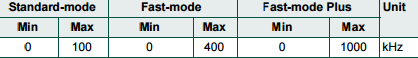 Standard-mode Fast-mode Fast-mode Plus Unit
Min Max Min Max Min Max
0 100 0 400 0 1000 kHz